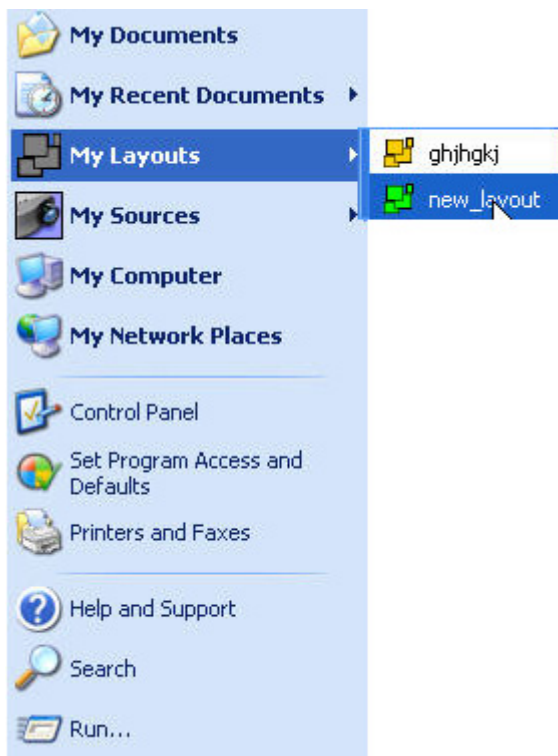 My Documents
My Recent Documents
My Layouts
ghjhgkj
new_layout
My Sources
My Computer
My Network Places
Control Panel
Set Program Access and
Defaults
Printers and Faxes
Help and Support
Search
Run...